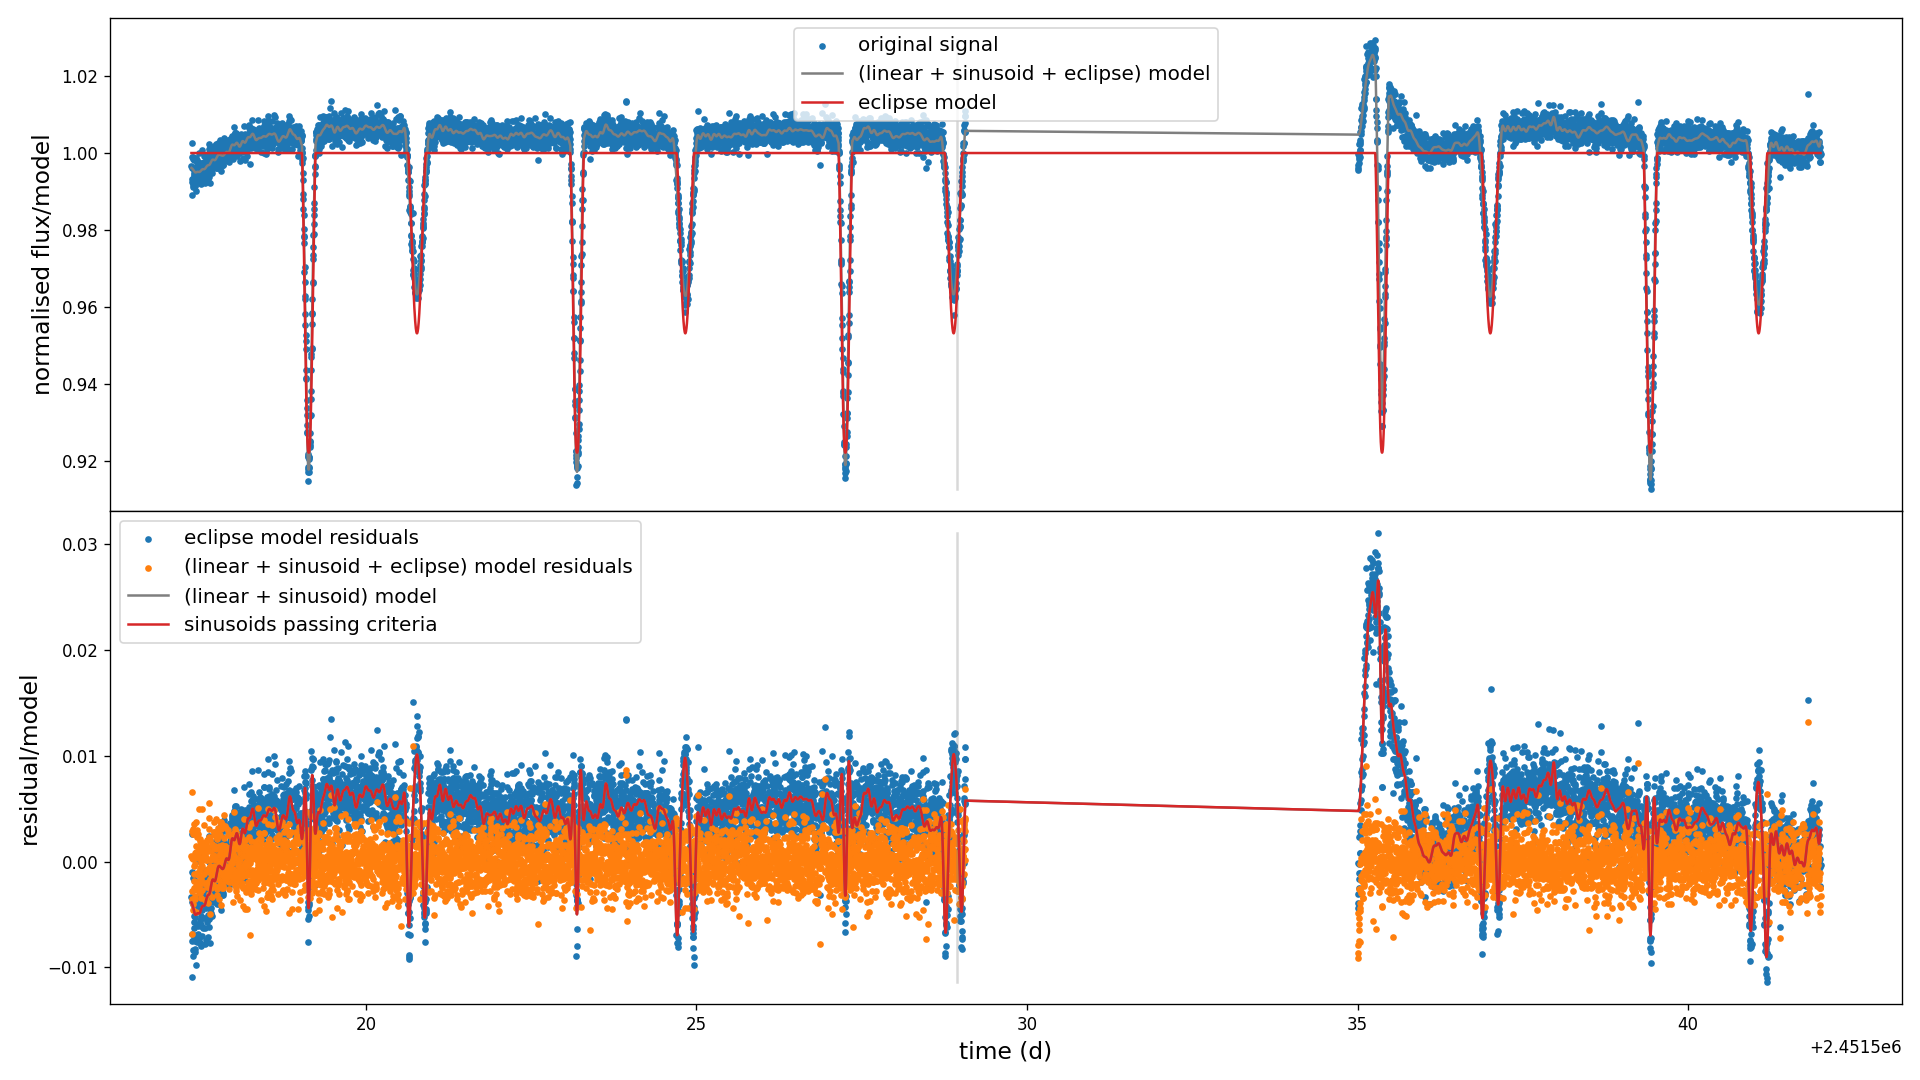 original signal
(linear + sinusoid + eclipse) model
eclipse model
normalised flux/model
1.02
1.00
0.98
0.96
0.94
0.92
eclipse model residuals
(linear + sinusoid + eclipse) model residuals
(linear + sinusoid) model
sinusoids passing criteria
residual/model
0.03
0.02
0.01
0.00
−0.01
20
25
30
35
40
time (d)
+2.4515e6